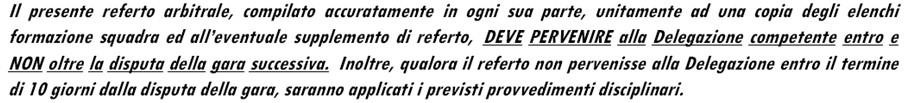 Il presente referto arbitrale, compilato accuratamente in ogni sua parte, unitamente ad una copia degli elenchi
formazione squadra ed all'eventuale supplemento di referto, DEVE PERVENIRE alla Delegazione competente entro e
NON oltre la disputa della gara successiva. Inoltre, qualora il referto non pervenisse alla Delegazione entro il termine
di 10 giorni dalla disputa della gara, saranno applicati i previsti provvedimenti disciplinari.